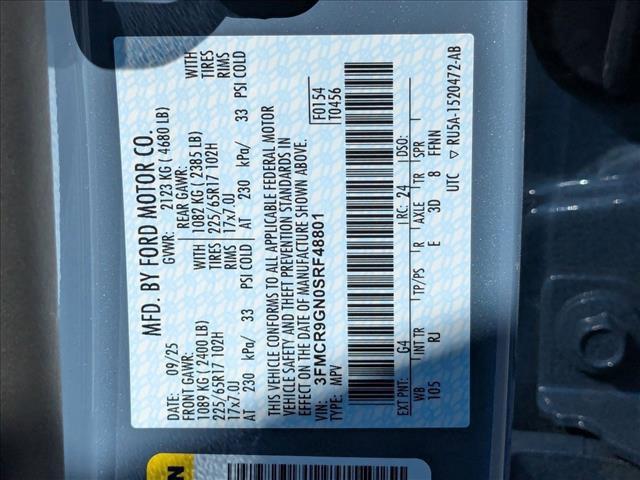 MFD. BY FORD MOTOR CO.
DATE: 09/25 GVWR: 2123 KG ( 4680 LB)
FRONT GAWR: REAR GAWR: WITH
1089 KG ( 2400 LB) 1082 KG ( 2385 LB) TIRES
225/65R17 102H WITH 225/65R17 102H RIMS
17x7.0J TIRES 17x7.0J
AT 230 kPa/ 33 PSI COLD RIMS AT 230 kPa/ 33 PSI COLD
THIS VEHICLE CONFORMS TO ALL APPLICABLE FEDERAL MOTOR
VEHICLE SAFETY AND THEFT PREVENTION STANDARDS IN
EFFECT ON THE DATE OF MANUFACTURE SHOWN ABOVE.
VIN: 3FMCR9GN0SRF48801 F0154
TYPE: MPV T0456
EXT PNT: G4 RC: 24 DSO:
WB INT TR TP/PS R AXLE TR SPR
105 RJ E 3D 8 FFNN
UTC ▽ RU5A-1520472-AB